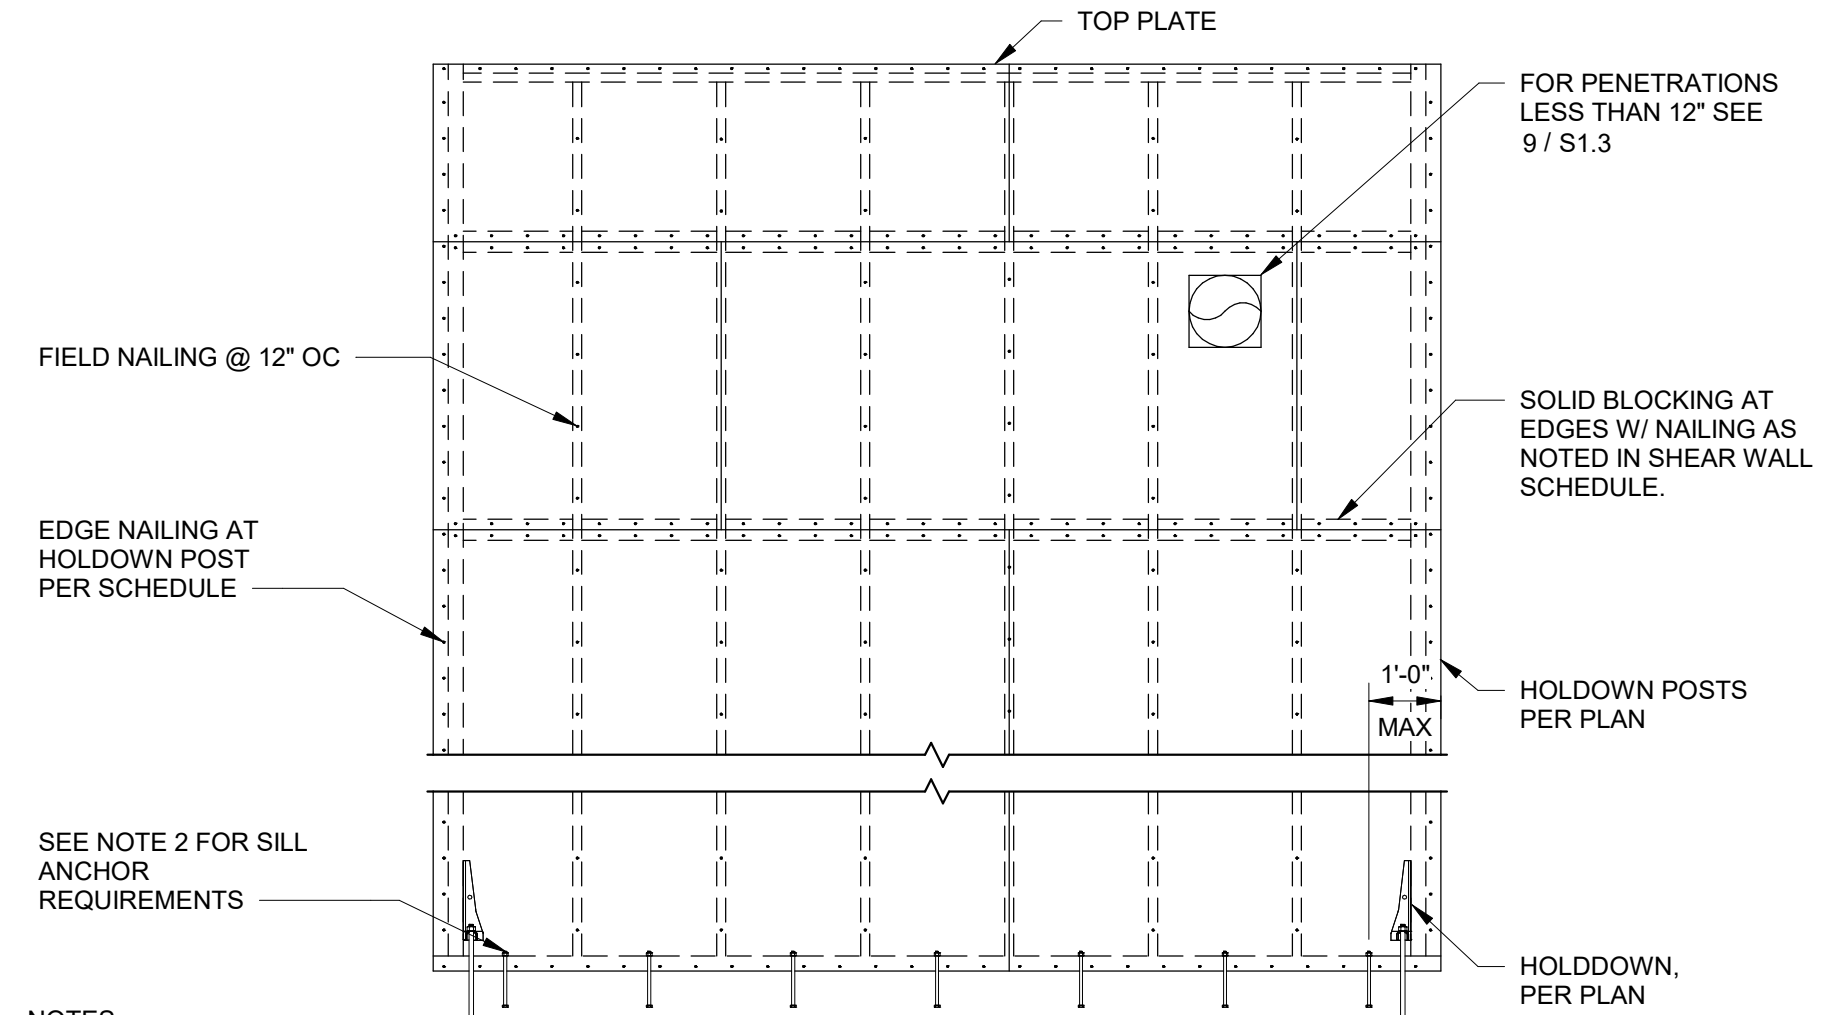 TOP PLATE
FOR PENETRATIONS
LESS THAN 12" SEE
9 / S1.3
FIELD NAILING @ 12" OC
SOLID BLOCKING AT
EDGES W/ NAILING AS
NOTED IN SHEAR WALL
SCHEDULE.
EDGE NAILING AT
HOLDOWN POST
PER SCHEDULE
1'-0"
MAX
HOLDOWN POSTS
PER PLAN
SEE NOTE 2 FOR SILL
ANCHOR
REQUIREMENTS
HOLDDOWN,
PER PLAN
NOTES